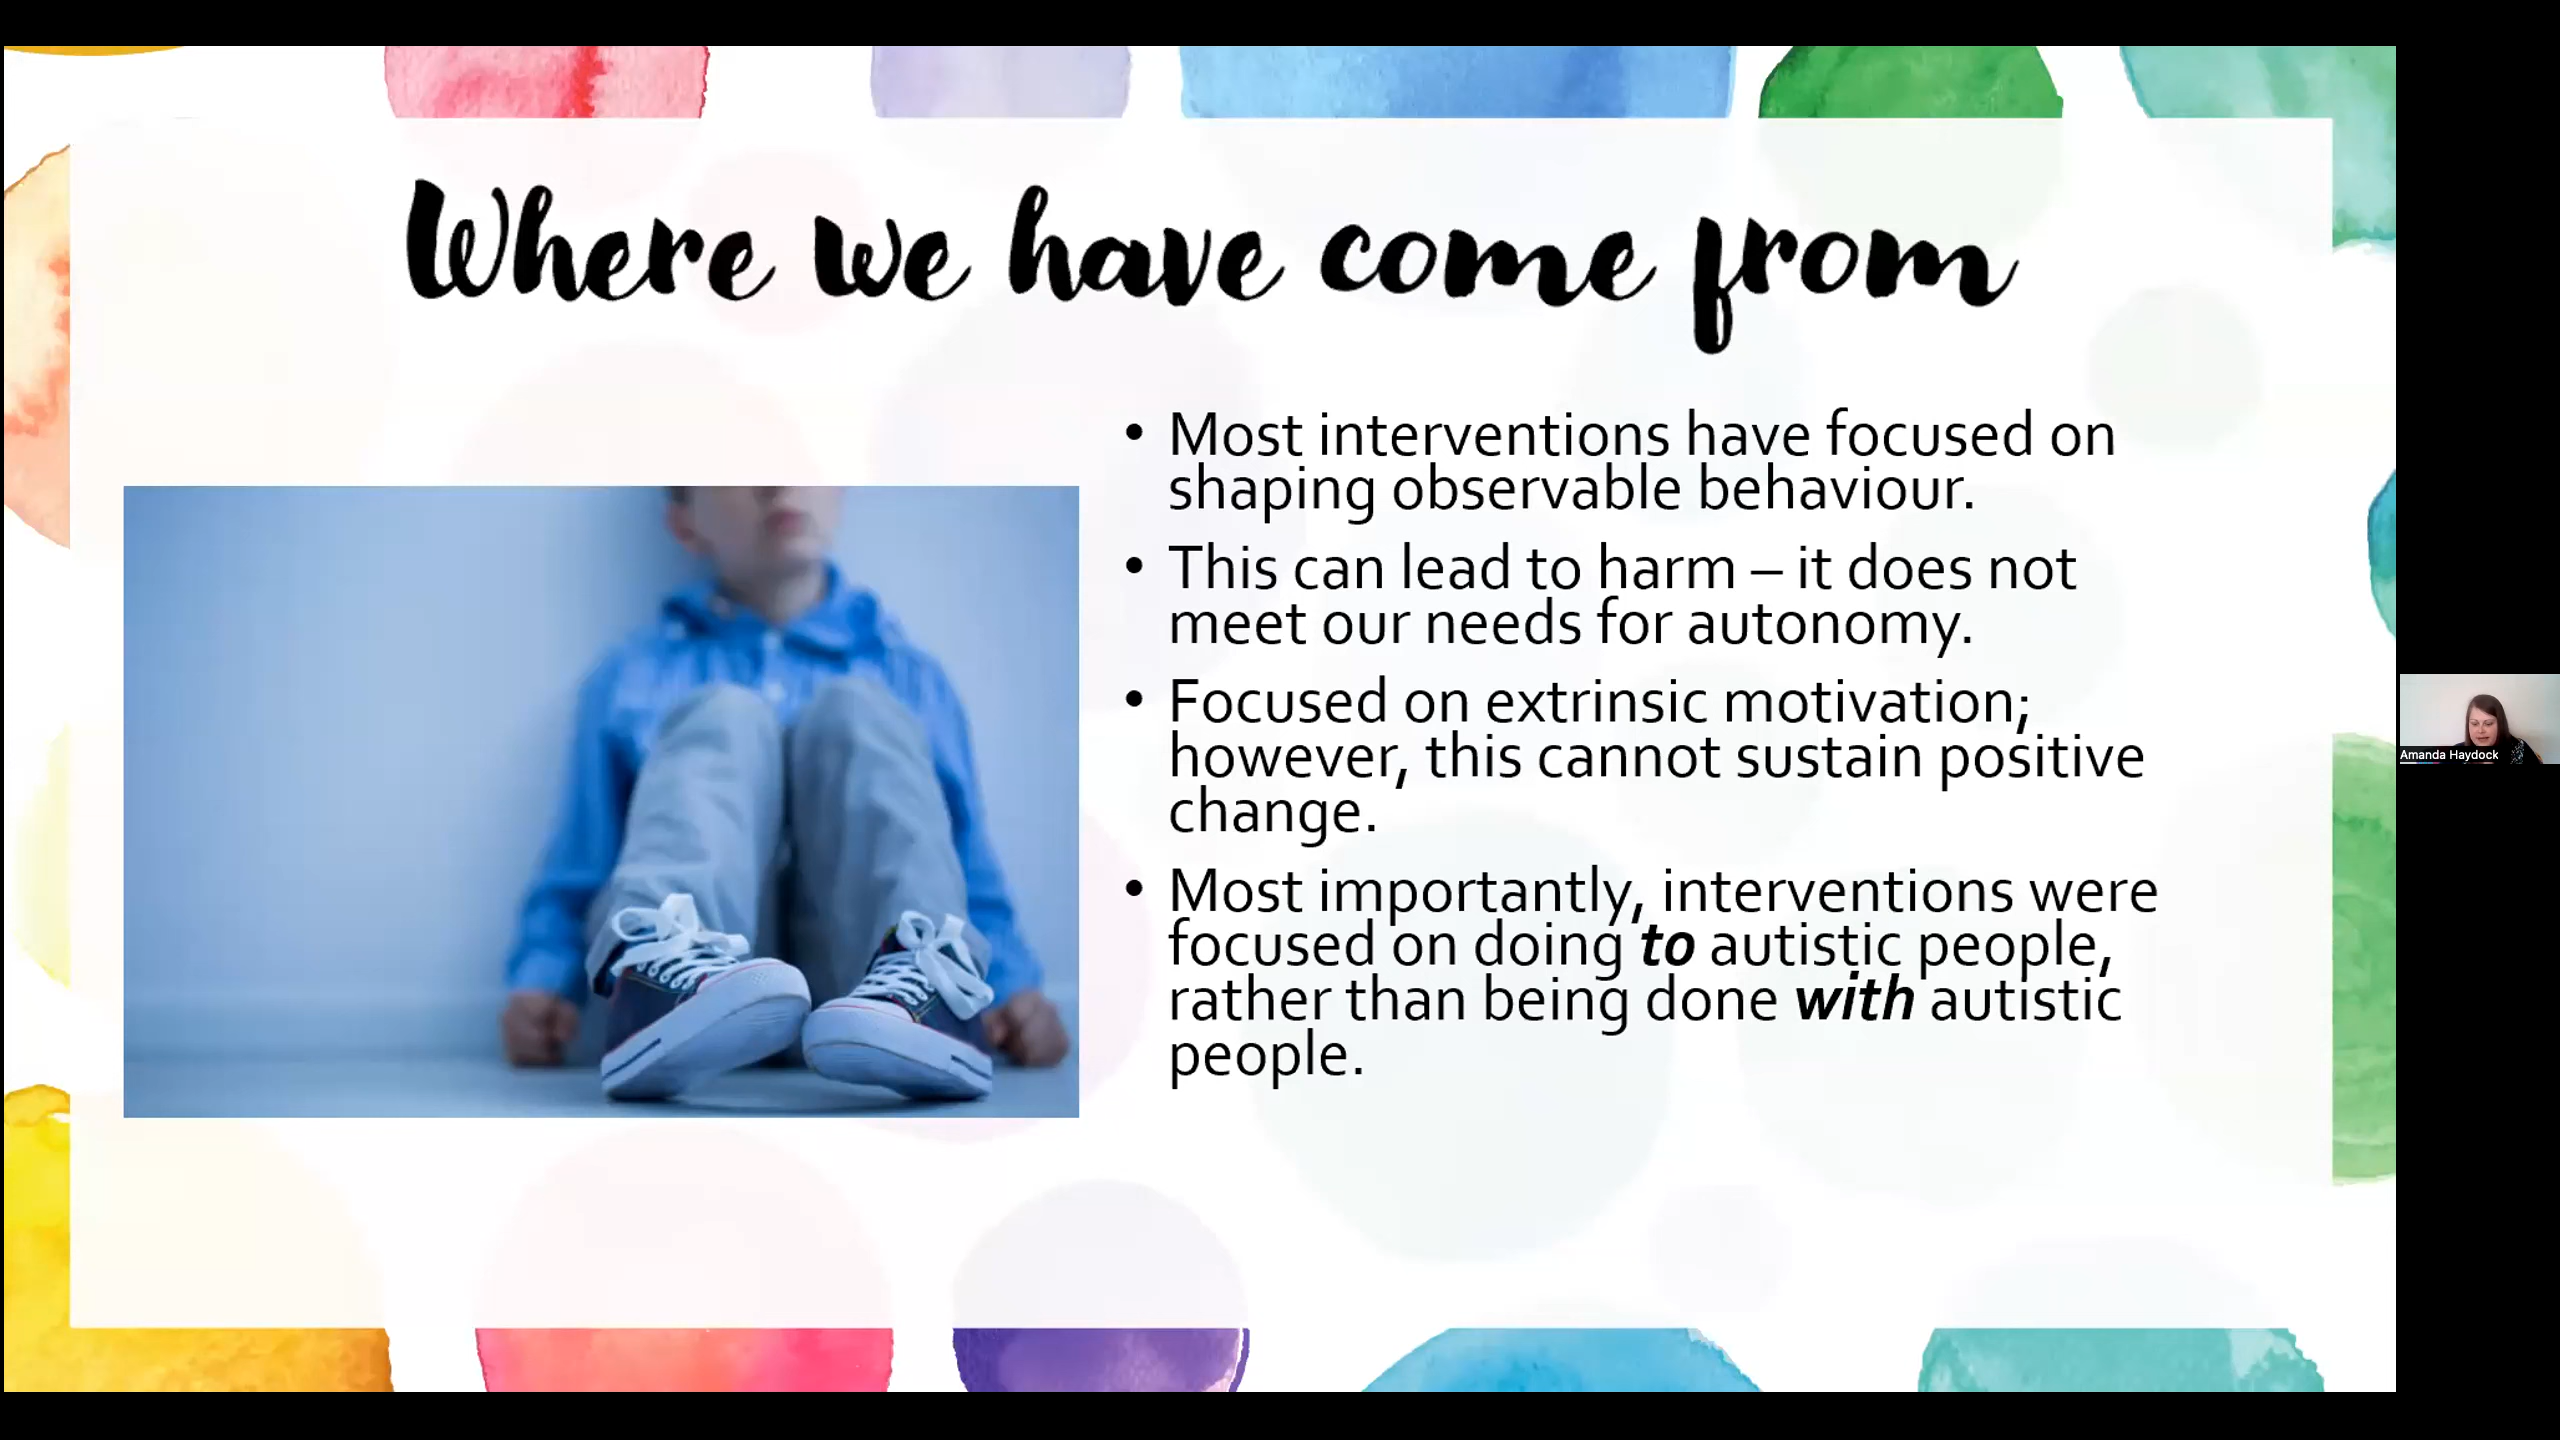 Where we have come from
• Most interventions have focused on
shaping observable behaviour.
• This can lead to harm – it does not
meet our needs for autonomy.
• Focused on extrinsic motivation;
however, this cannot sustain positive
change.
• Most importantly, interventions were
focused on doing to autistic people,
rather than being done with autistic
people.
Amanda Haydock